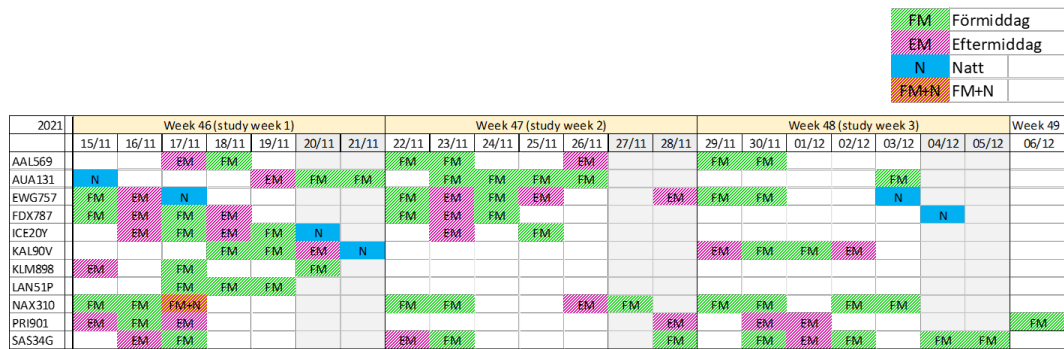 FM Förmiddag
EM Eftermiddag
N Natt
FM+N FM+N
2021 Week 46 (study week 1) Week 47 (study week 2) Week 48 (study week 3) Week 49
15/11 16/11 17/11 18/11 19/11 20/11 21/11 22/11 23/11 24/11 25/11 26/11 27/11 28/11 29/11 30/11 01/12 02/12 03/12 04/12 05/12 06/12
AAL569 EM FM FM FM EM FM FM
AUA131 N EM FM FM FM FM FM FM FM
EWG757 FM EM N FM EM FM EM EM FM FM N
FDX787 FM EM FM EM FM EM FM N
ICE20Y EM FM EM FM N EM FM
KAL90V FM FM EM N EM FM FM EM
KLM898 EM FM FM
LAN51P FM FM FM
NAX310 FM FM FM+N FM FM EM FM FM FM FM FM
PRI901 EM FM EM EM EM EM FM
SAS34G EM FM EM FM FM FM EM FM FM FM